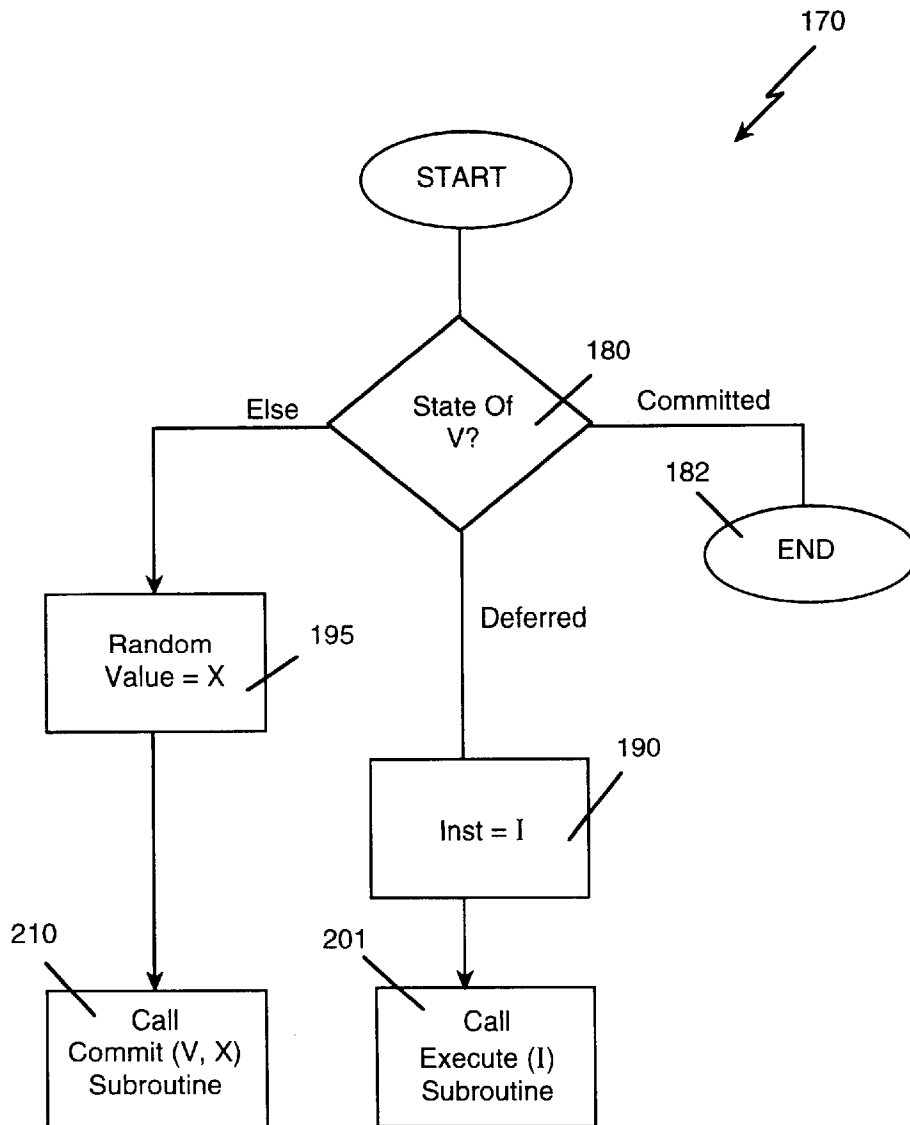 170
START
180
State Of
V?
Else
Committed
182
END
Deferred
Random
Value = X
195
190
Inst = I
210
201
Call
Commit (V, X)
Subroutine
Call
Execute (I)
Subroutine